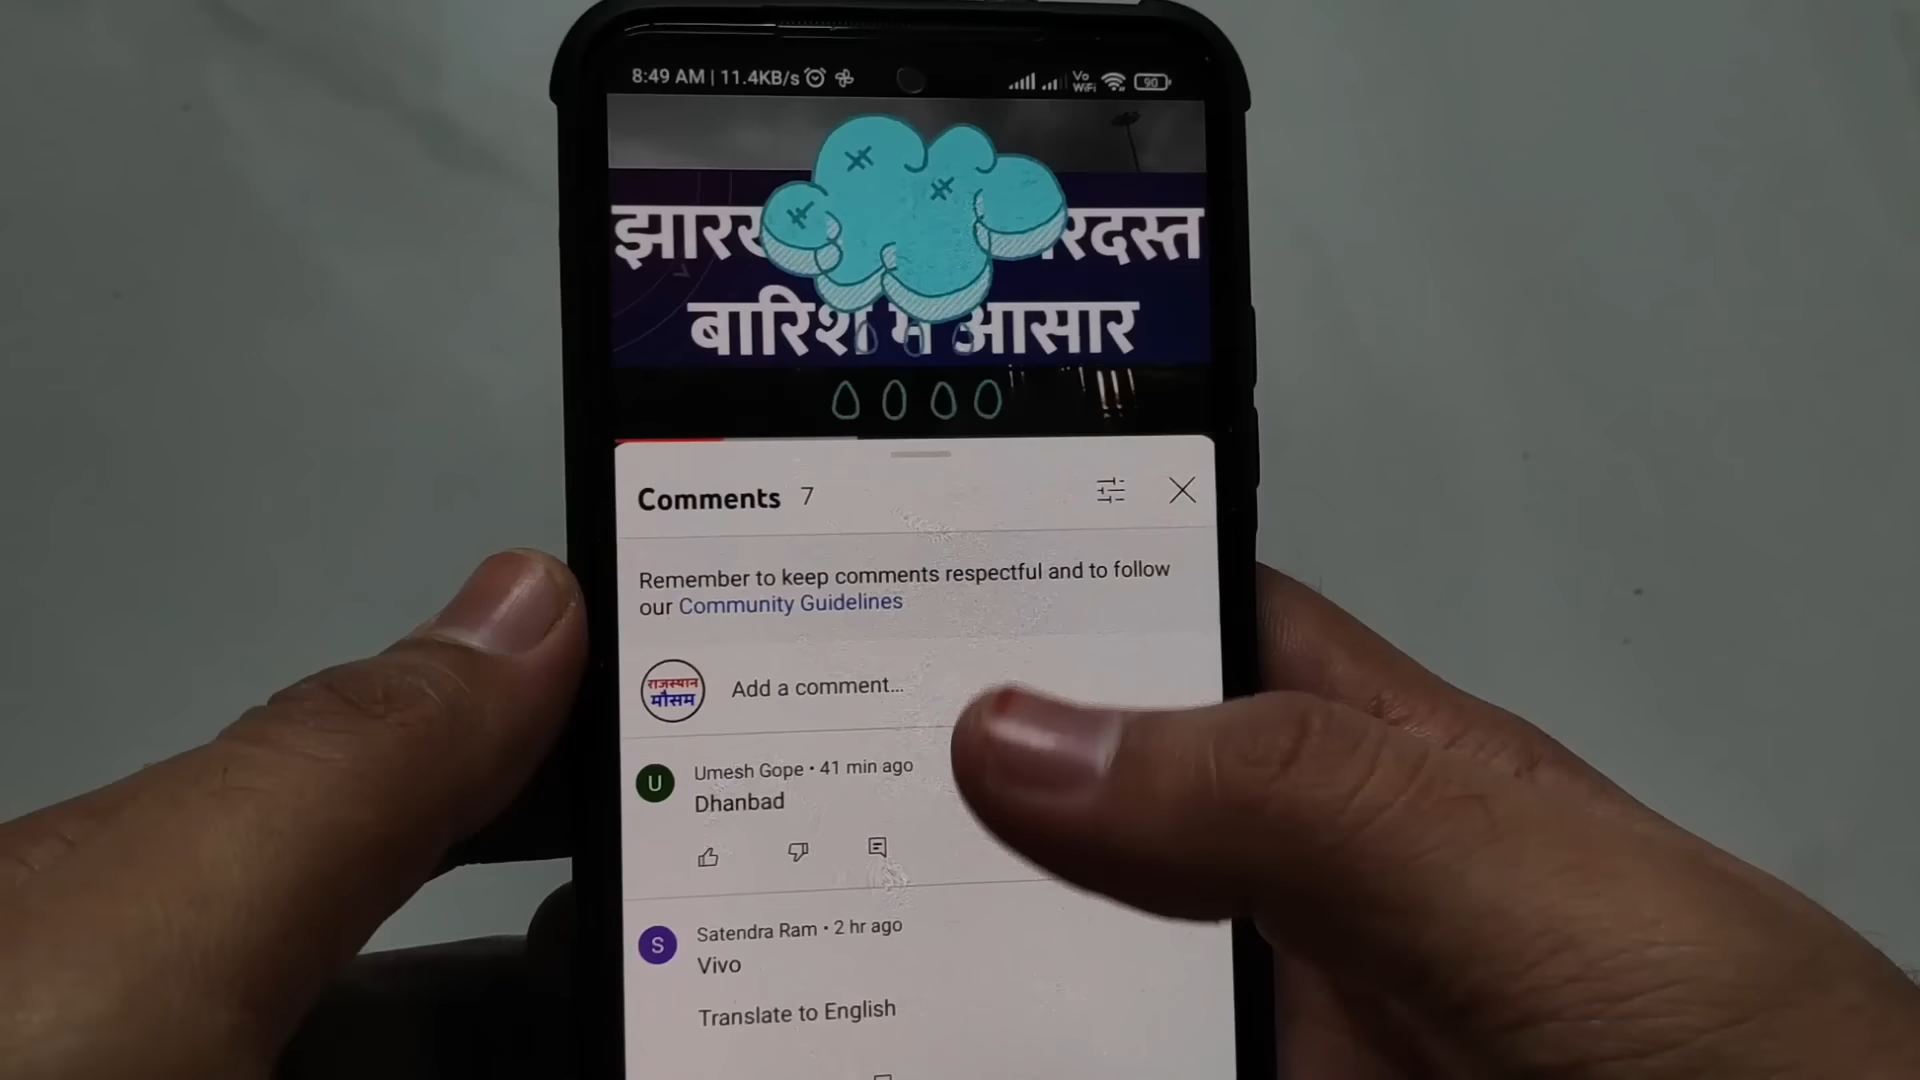 8:49 AM | 11.4KB/s
Vo WiFi
90
बारिश आसार
Comments 7
Remember to keep comments respectful and to follow
our Community Guidelines
राजस्थान
मौसम
Add a comment...
U
Umesh Gope • 41 min ago
Dhanbad
S
Satendra Ram • 2 hr ago
Vivo
Translate to English